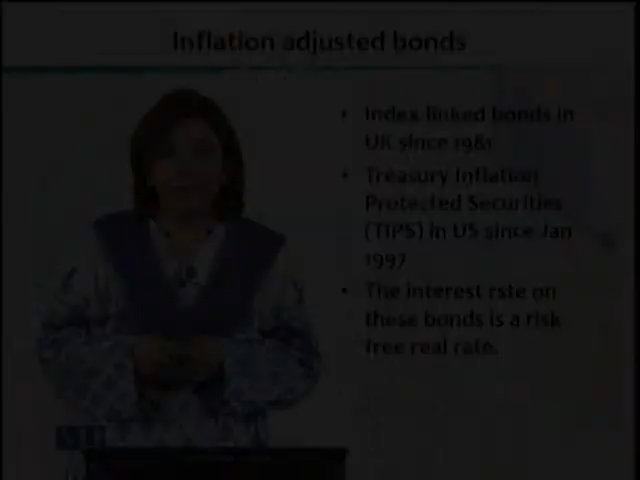 Inflation adjusted bonds
• Index linked bonds in
UK since 1981
• Treasury Inflation
Protected Securities
(TIPS) in US since Jan
1997
• The interest rate on
these bonds is a risk
free real rate.